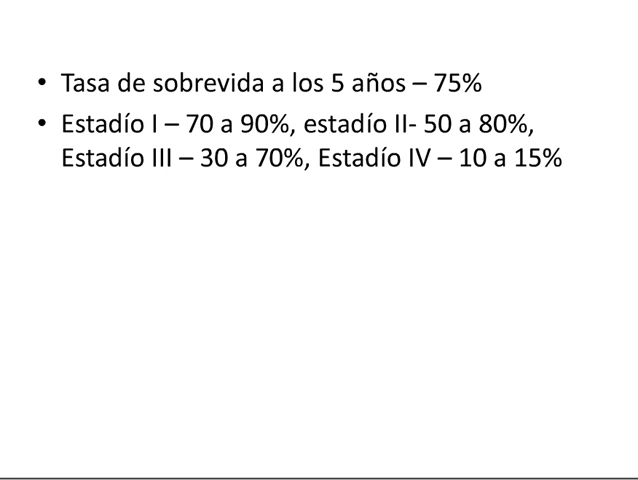 • Tasa de sobrevida a los 5 años – 75%
• Estadío I – 70 a 90%, estadío II- 50 a 80%,
Estadío III – 30 a 70%, Estadío IV – 10 a 15%